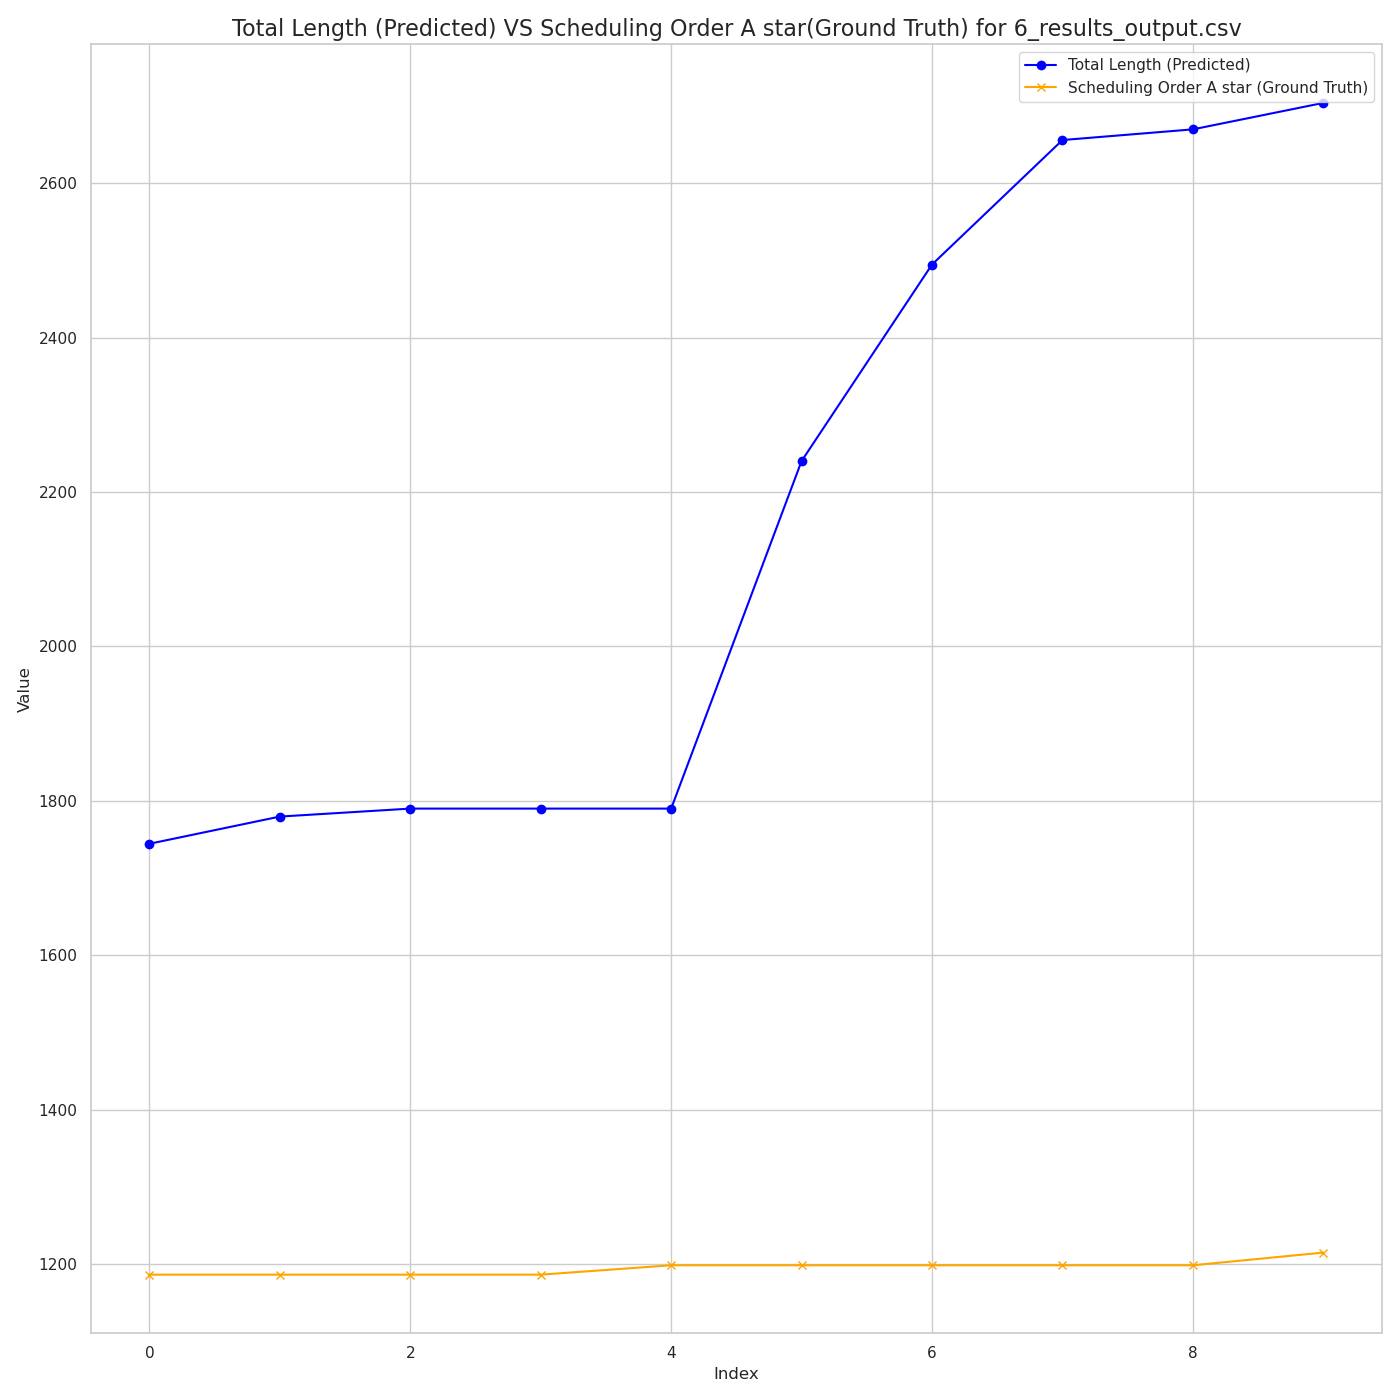 Total Length (Predicted) VS Scheduling Order A star(Ground Truth) for 6_results_output.csv
Total Length (Predicted)
Scheduling Order A star (Ground Truth)
2600
2400
2200
2000
1800
1600
1400
1200
Value
0 2 4 6 8
Index